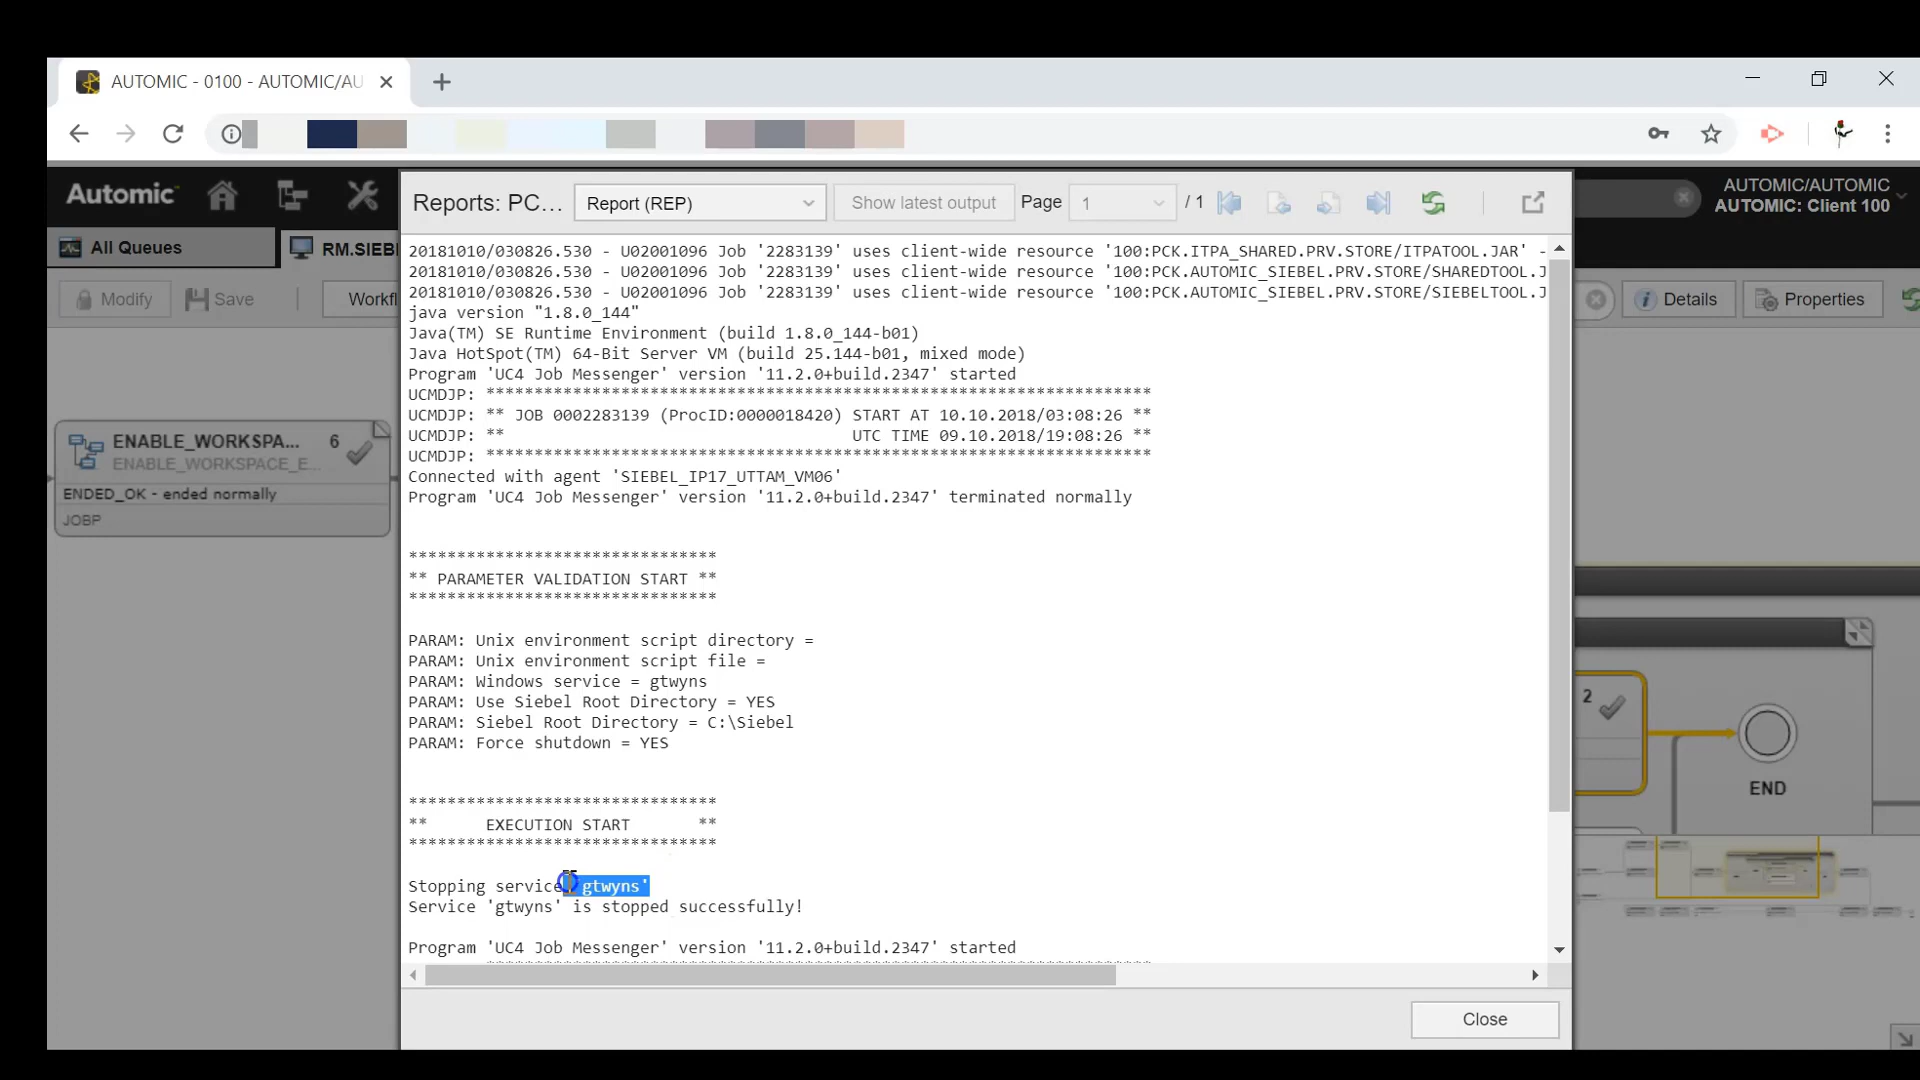 AUTOMIC - 0100 - AUTOMIC/AU
Automic
Reports: PC...
Report (REP)
Show latest output
Page
1
/ 1
AUTOMIC/AUTOMIC
AUTOMIC: Client 100
All Queues
RM.SIEB
Modify
Save
Workfl
Details
Properties
20181010/030826.530 - U02001096 Job '2283139' uses client-wide resource '100:PCK.ITPA_SHARED.PRV.STORE/ITPATOOL.JAR' -
20181010/030826.530 - U02001096 Job '2283139' uses client-wide resource '100:PCK.AUTOMIC_SIEBEL.PRV.STORE/SHAREDTOOL.J
20181010/030826.530 - U02001096 Job '2283139' uses client-wide resource '100:PCK.AUTOMIC_SIEBEL.PRV.STORE/SIEBELTOOL.J
java version "1.8.0_144"
Java(TM) SE Runtime Environment (build 1.8.0_144-b01)
Java HotSpot(TM) 64-Bit Server VM (build 25.144-b01, mixed mode)
Program 'UC4 Job Messenger' version '11.2.0+build.2347' started
UCMDJP: *********************************************************************
UCMDJP: ** JOB 0002283139 (ProcID:0000018420) START AT 10.10.2018/03:08:26 **
UCMDJP: **                                    UTC TIME 09.10.2018/19:08:26 **
UCMDJP: *********************************************************************
Connected with agent 'SIEBEL_IP17_UTTAM_VM06'
Program 'UC4 Job Messenger' version '11.2.0+build.2347' terminated normally
********************************
** PARAMETER VALIDATION START **
********************************
PARAM: Unix environment script directory =
PARAM: Unix environment script file =
PARAM: Windows service = gtwyns
PARAM: Use Siebel Root Directory = YES
PARAM: Siebel Root Directory = C:\Siebel
PARAM: Force shutdown = YES
********************************
**      EXECUTION START       **
********************************
Stopping service 'gtwyns'
Service 'gtwyns' is stopped successfully!
Program 'UC4 Job Messenger' version '11.2.0+build.2347' started
Close
ENABLE_WORKSPA...
6
ENABLE_WORKSPACE_E...
ENDED_OK - ended normally
JOBP
2
END